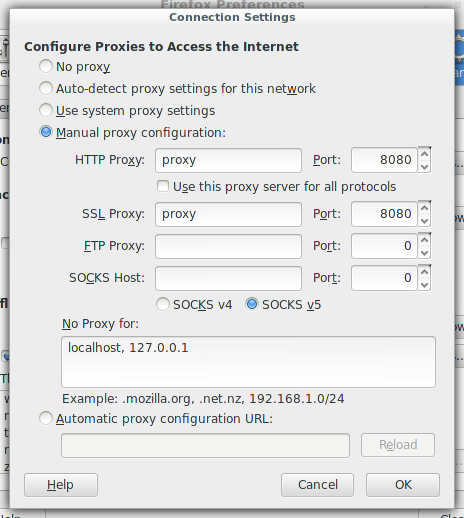 Firefox Preferences
Connection Settings
Configure Proxies to Access the Internet
No proxy
Auto-detect proxy settings for this network
Use system proxy settings
Manual proxy configuration:
HTTP Proxy: proxy Port: 8080
Use this proxy server for all protocols
SSL Proxy: proxy Port: 8080
FTP Proxy: Port: 0
SOCKS Host: Port: 0
SOCKS v4 SOCKS v5
No Proxy for:
localhost, 127.0.0.1
Example: .mozilla.org, .net.nz, 192.168.1.0/24
Automatic proxy configuration URL:
Reload
Help Cancel OK